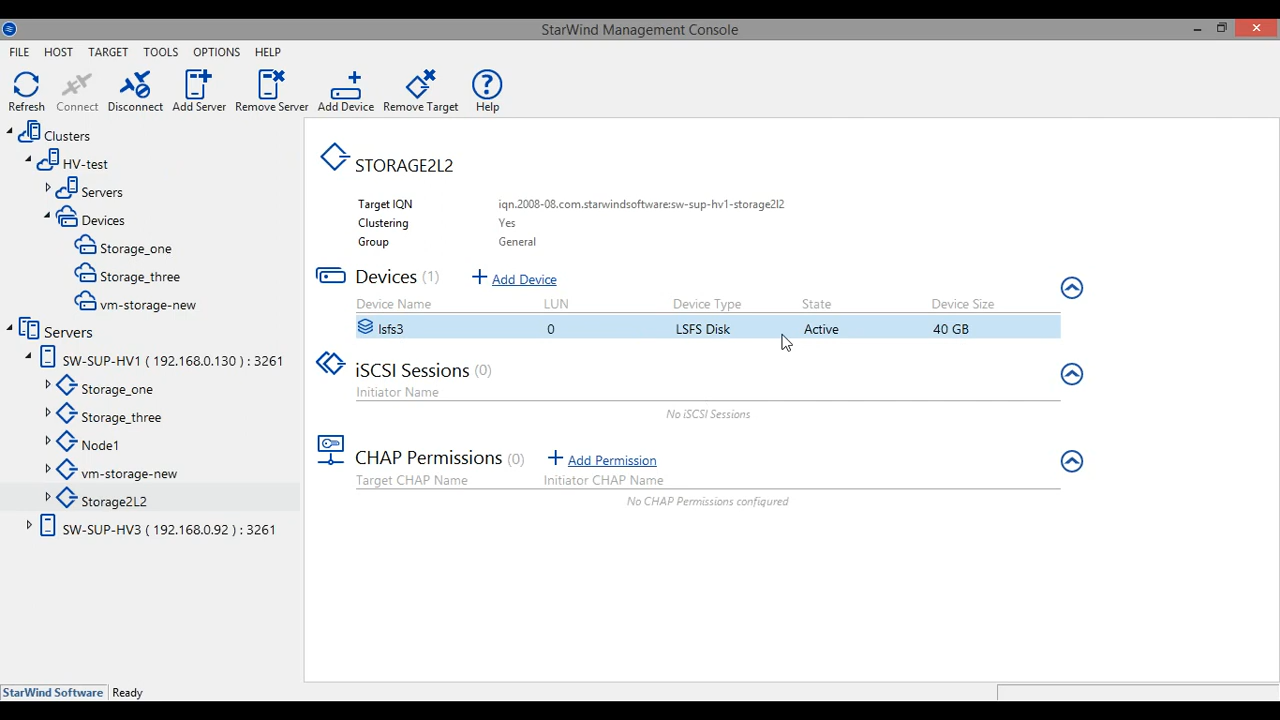 StarWind Management Console
FILE HOST TARGET TOOLS OPTIONS HELP
Refresh Connect Disconnect Add Server Remove Server Add Device Remove Target Help
Clusters
HV-test
Servers
Devices
Storage_one
Storage_three
vm-storage-new
Servers
SW-SUP-HV1 ( 192.168.0.130 ) : 3261
Storage_one
Storage_three
Node1
vm-storage-new
Storage2L2
SW-SUP-HV3 ( 192.168.0.92 ) : 3261
STORAGE2L2
Target IQN iqn.2008-08.com.starwindsoftware:sw-sup-hv1-storage2l2
Clustering Yes
Group General
Devices (1) Add Device
Device Name LUN Device Type State Device Size
lsfs3 0 LSFS Disk Active 40 GB
iSCSI Sessions (0)
Initiator Name
No iSCSI Sessions
CHAP Permissions (0) Add Permission
Target CHAP Name Initiator CHAP Name
No CHAP Permissions configured
StarWind Software Ready